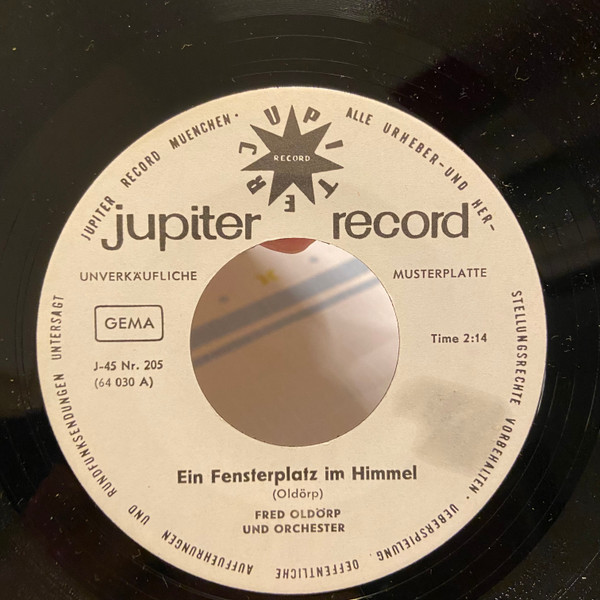 JUPITER RECORD MUENCHEN · ALLE URHEBER-UND HER-
STELLUNGSRECHTE VORBEHALTEN · UEBERSPIELUNG. OEFFENTLICHE AUFFUEHRUNGEN UND RUNDFUNKSENDUNGEN UNTERSAGT
JUPITER
RECORD
jupiter record
UNVERKÄUFLICHE MUSTERPLATTE
GEMA
Time 2:14
J-45 Nr. 205
(64 030 A)
Ein Fensterplatz im Himmel
(Oldörp)
FRED OLDÖRP
UND ORCHESTER